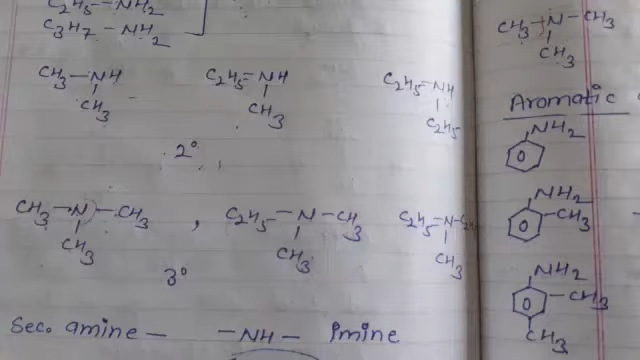 C2H5-NH2
C3H7-NH2
CH3-NH C2H5-NH C2H5-NH
CH3 CH3 C2H5
2°
CH3-N-CH3 , C2H5-N-CH3 C2H5-N-
CH3 CH3 CH3
3°
Sec. amine - -NH- imine
CH3-N-CH3
CH3
Aromatic
NH2
NH2
CH3
NH2
CH3
CH3